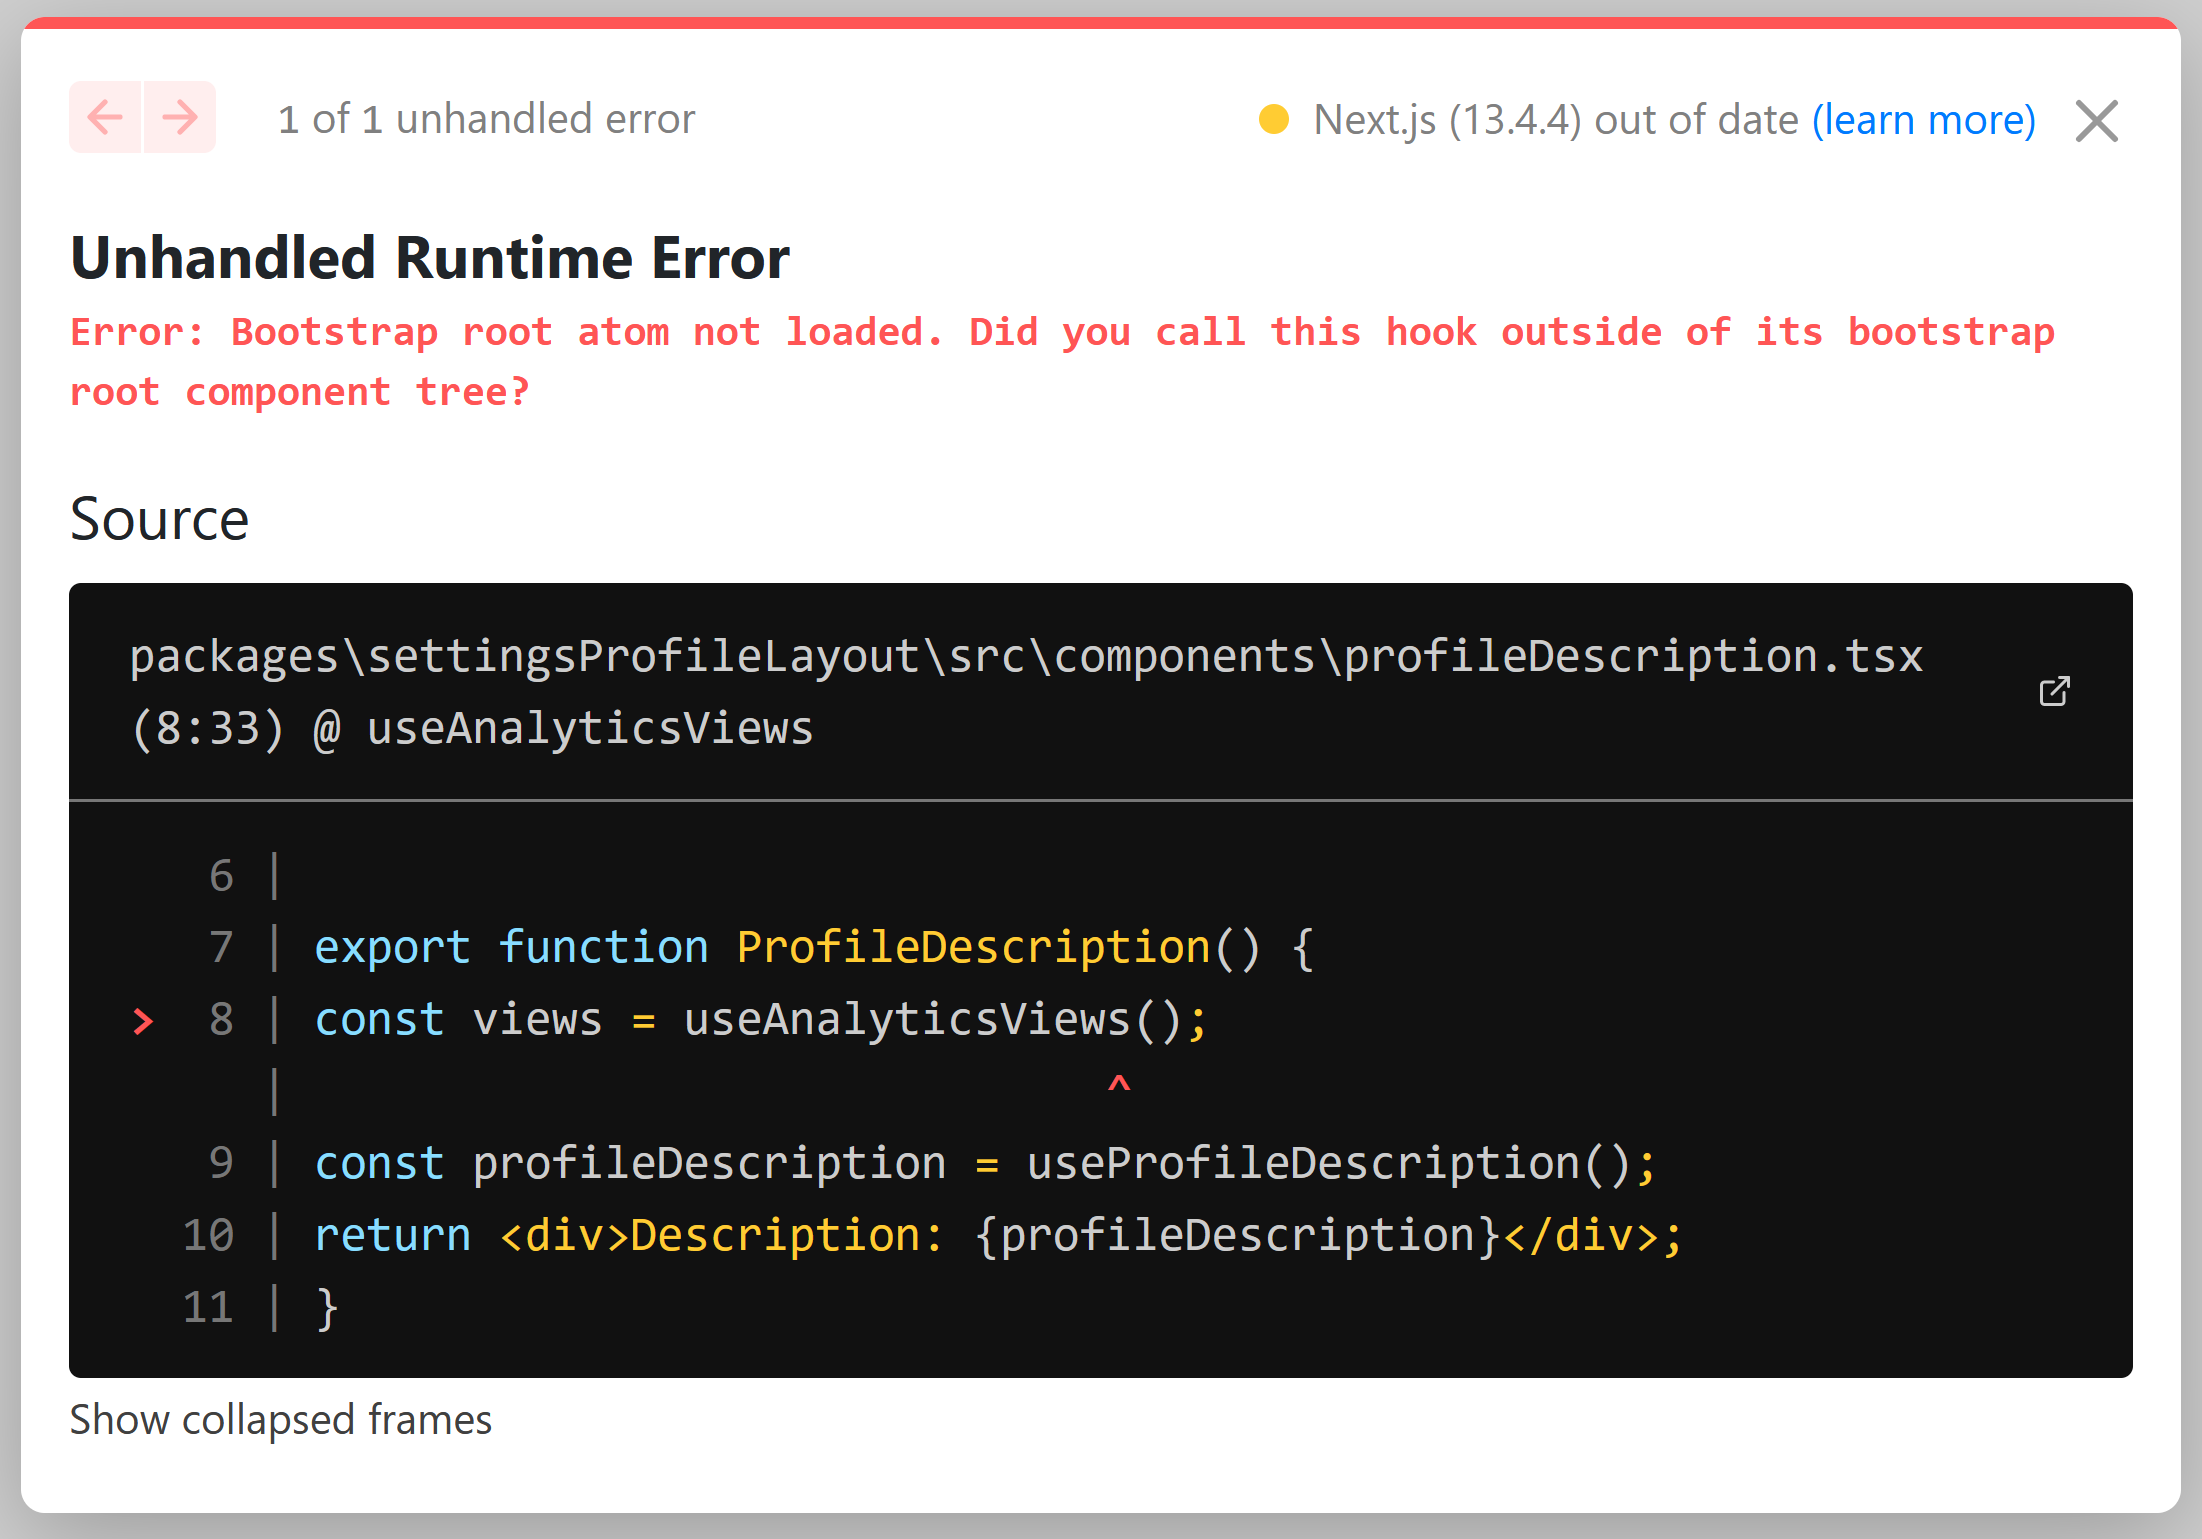 1 of 1 unhandled error
Next.js (13.4.4) out of date (learn more)
Unhandled Runtime Error
Error: Bootstrap root atom not loaded. Did you call this hook outside of its bootstrap
root component tree?
Source
packages\settingsProfileLayout\src\components\profileDescription.tsx
(8:33) @ useAnalyticsViews
6 |
7 | export function ProfileDescription() {
> 8 | const views = useAnalyticsViews();
| ^
9 | const profileDescription = useProfileDescription();
10 | return <div>Description: {profileDescription}</div>;
11 | }
Show collapsed frames